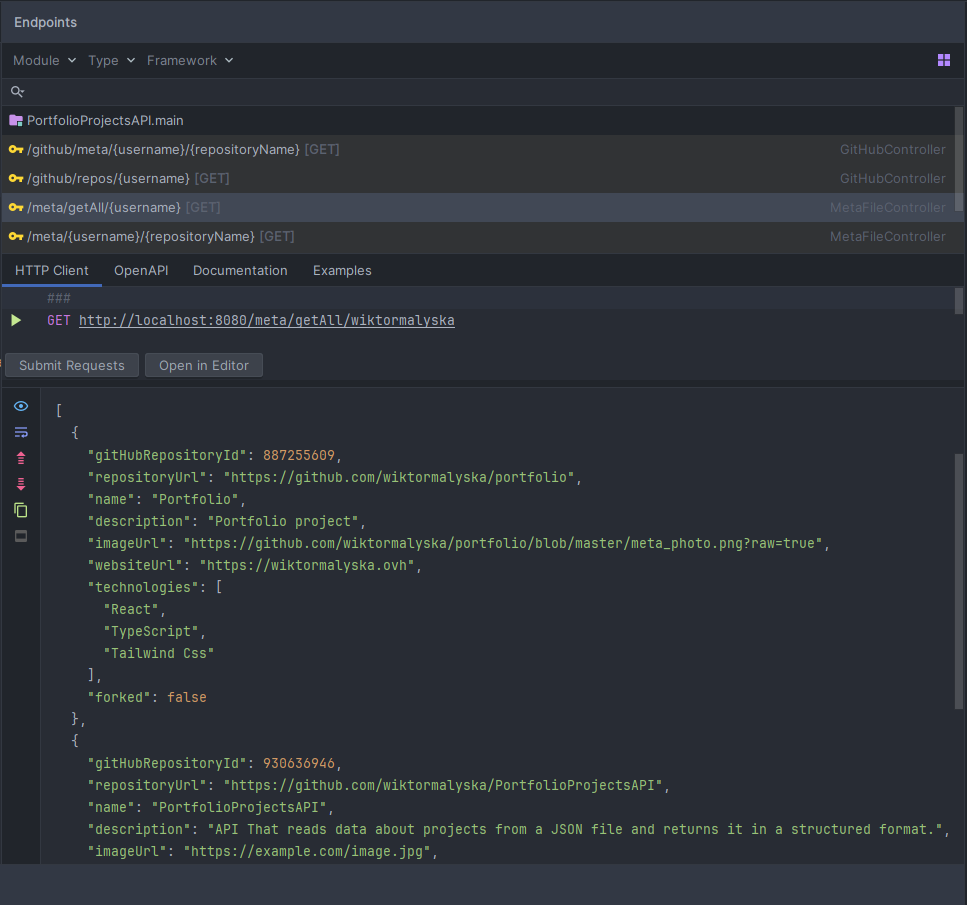 Endpoints
Module Type Framework
PortfolioProjectsAPI.main
/github/meta/{username}/{repositoryName} [GET] GitHubController
/github/repos/{username} [GET] GitHubController
/meta/getAll/{username} [GET] MetaFileController
/meta/{username}/{repositoryName} [GET] MetaFileController
HTTP Client OpenAPI Documentation Examples
###
GET http://localhost:8080/meta/getAll/wiktormalyska
Submit Requests Open in Editor
[
{
"gitHubRepositoryId": 887255609,
"repositoryUrl": "https://github.com/wiktormalyska/portfolio",
"name": "Portfolio",
"description": "Portfolio project",
"imageUrl": "https://github.com/wiktormalyska/portfolio/blob/master/meta_photo.png?raw=true",
"websiteUrl": "https://wiktormalyska.ovh",
"technologies": [
"React",
"TypeScript",
"Tailwind Css"
],
"forked": false
},
{
"gitHubRepositoryId": 930636946,
"repositoryUrl": "https://github.com/wiktormalyska/PortfolioProjectsAPI",
"name": "PortfolioProjectsAPI",
"description": "API That reads data about projects from a JSON file and returns it in a structured format.",
"imageUrl": "https://example.com/image.jpg",